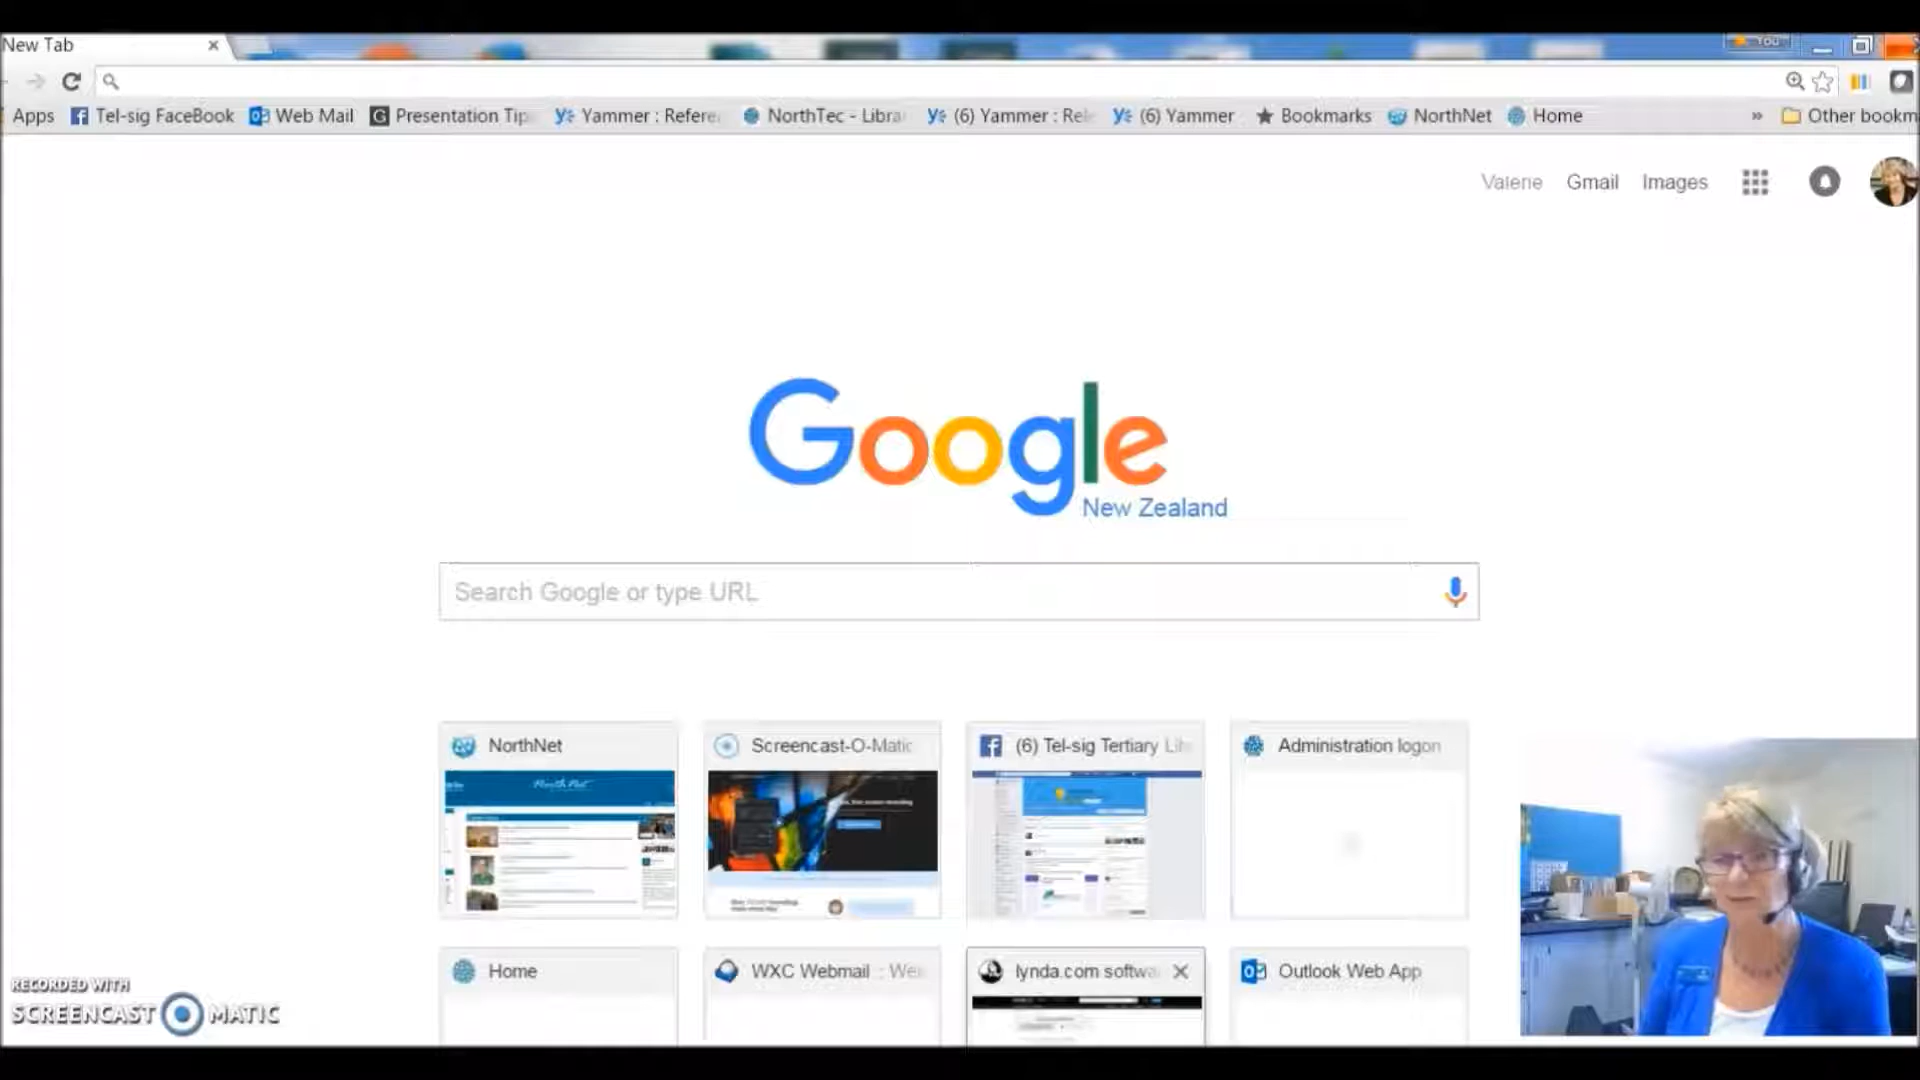 New Tab
You
Apps Tel-sig FaceBook Web Mail Presentation Tip Yammer : Refere NorthTec - Libra (6) Yammer : Rel (6) Yammer Bookmarks NorthNet Home » Other bookm
Valerie Gmail Images
Google
New Zealand
Search Google or type URL
NorthNet Screencast-O-Matic (6) Tel-sig Tertiary Lib Administration logon
Home WXC Webmail :: Wel lynda.com softwa Outlook Web App
RECORDED WITH
SCREENCAST MATIC